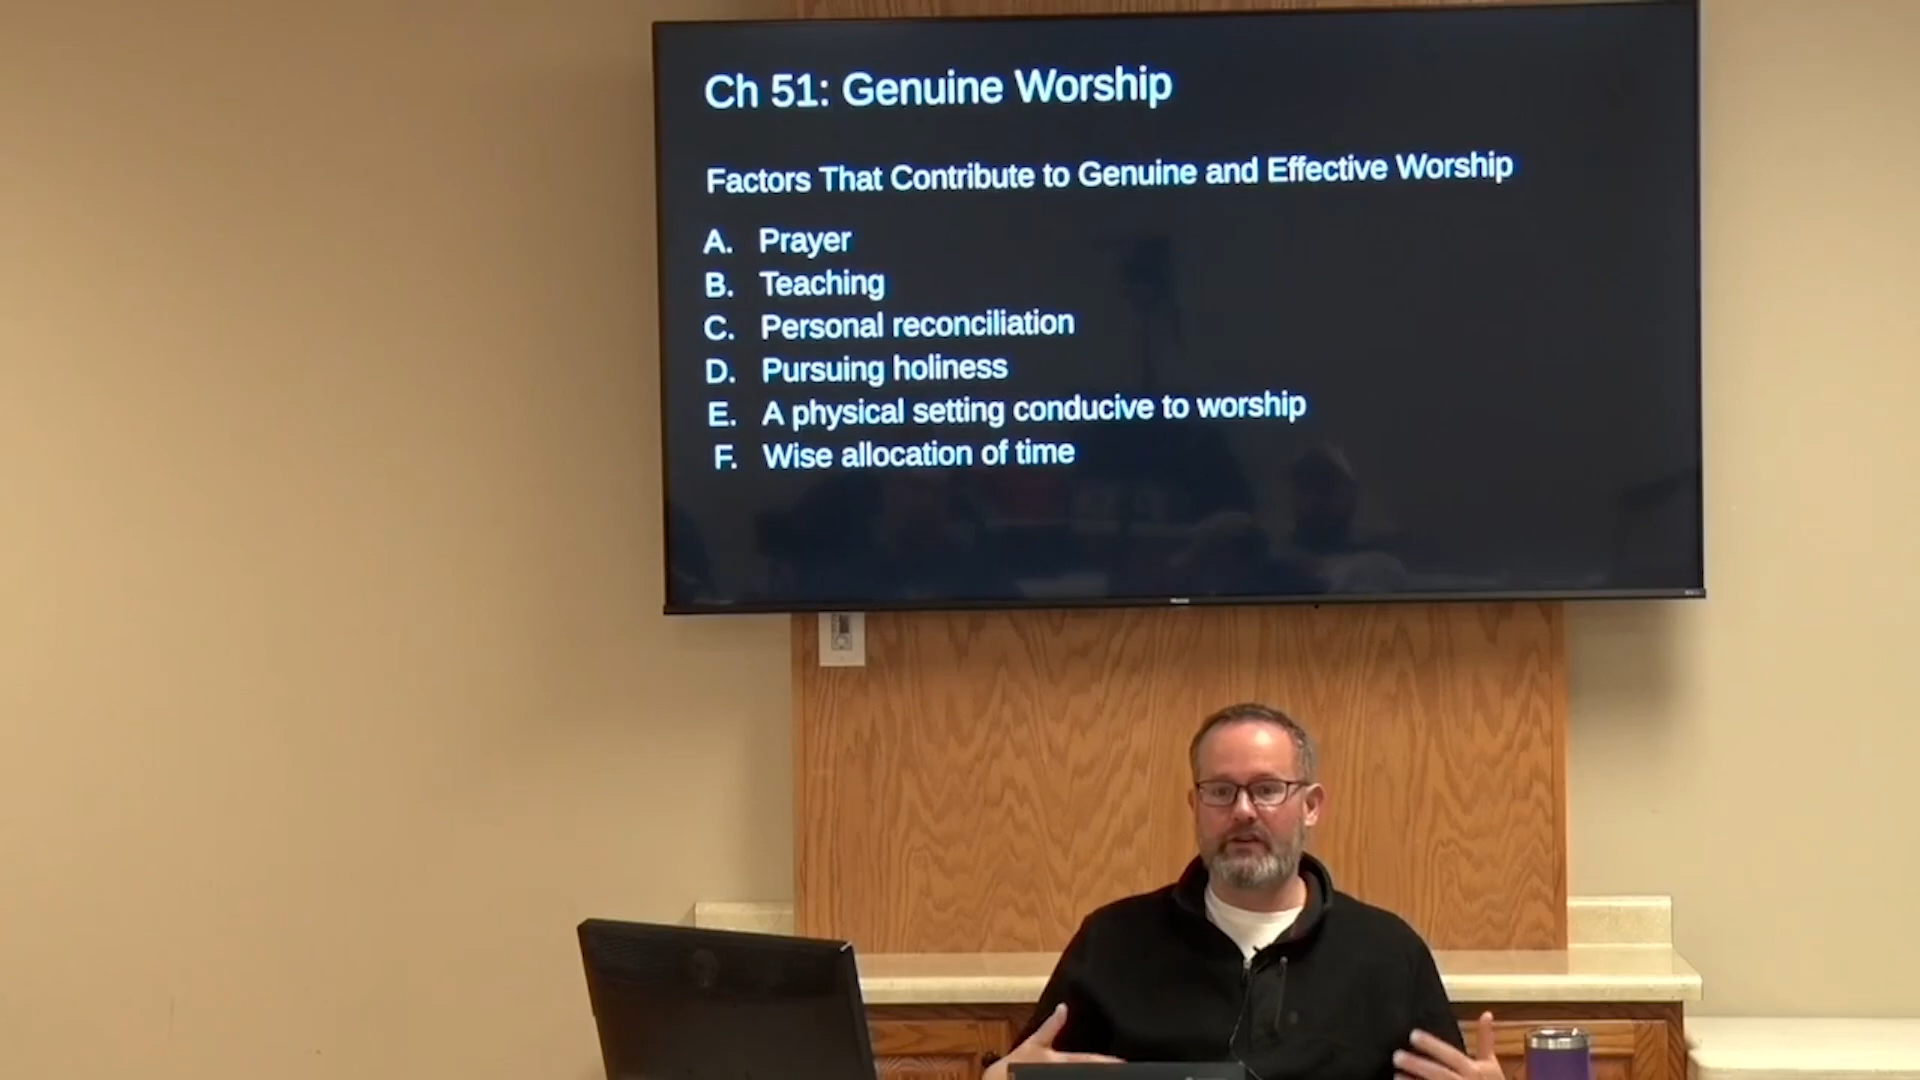 Ch 51: Genuine Worship
Factors That Contribute to Genuine and Effective Worship
A. Prayer
B. Teaching
C. Personal reconciliation
D. Pursuing holiness
E. A physical setting conducive to worship
F. Wise allocation of time